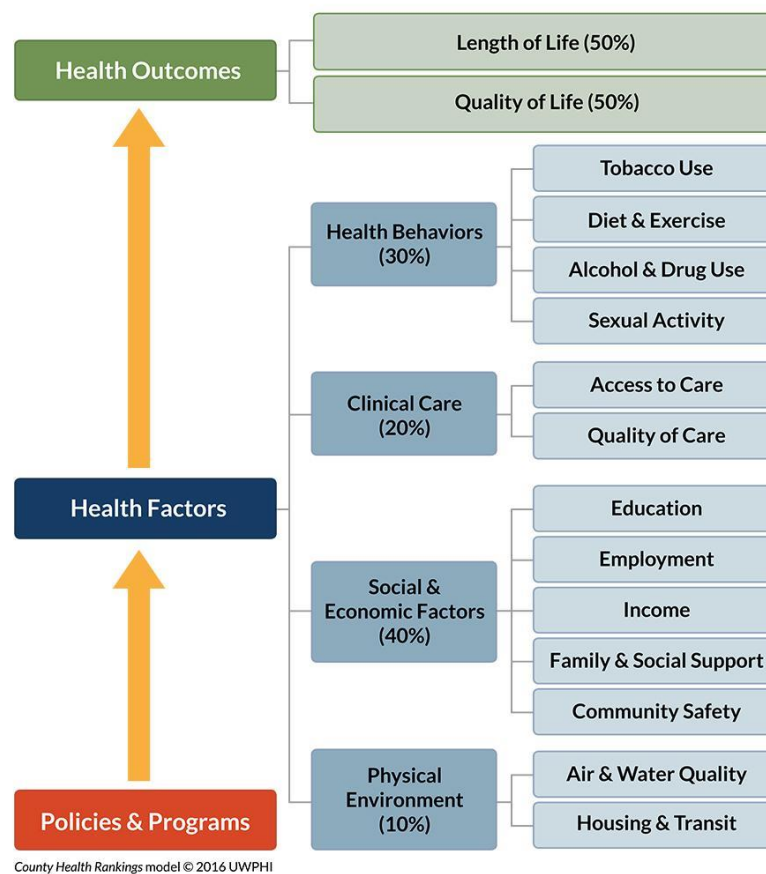 Health Outcomes
Length of Life (50%)
Quality of Life (50%)
Health Factors
Health Behaviors
(30%)
Tobacco Use
Diet & Exercise
Alcohol & Drug Use
Sexual Activity
Clinical Care
(20%)
Access to Care
Quality of Care
Social &
Economic Factors
(40%)
Education
Employment
Income
Family & Social Support
Community Safety
Physical
Environment
(10%)
Air & Water Quality
Housing & Transit
Policies & Programs
County Health Rankings model © 2016 UWPHI